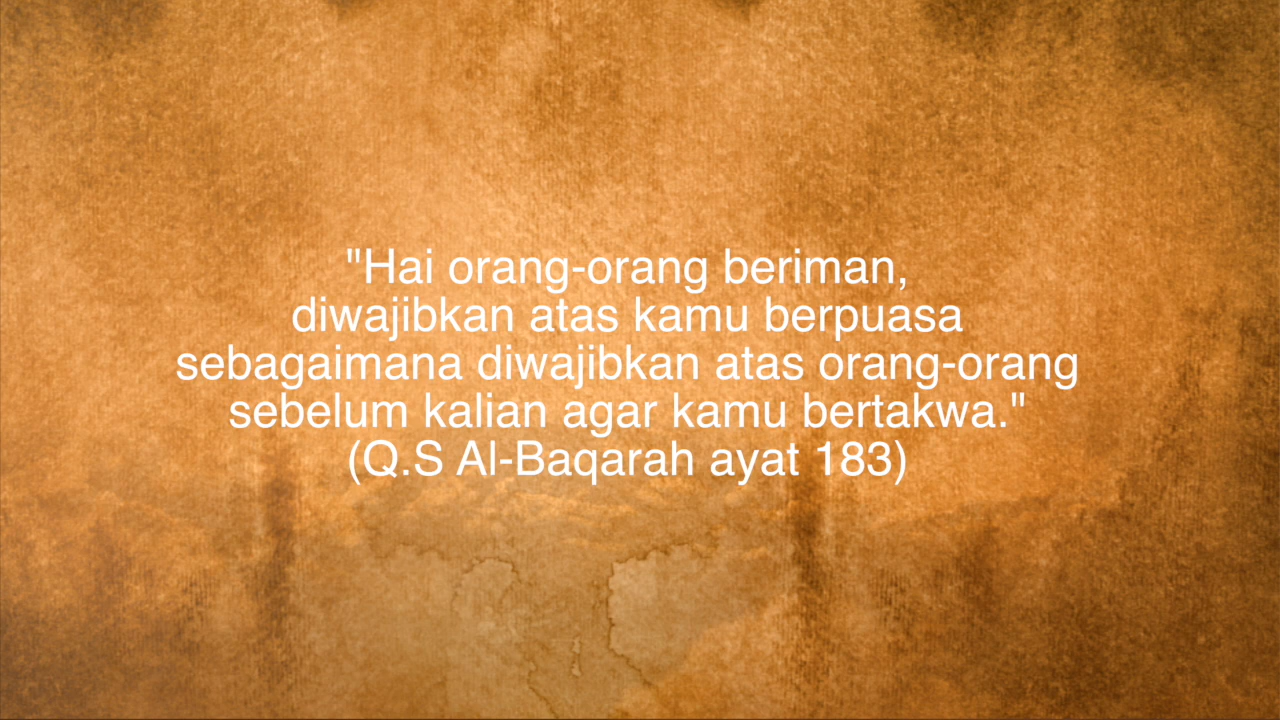 "Hai orang-orang beriman,
diwajibkan atas kamu berpuasa
sebagaimana diwajibkan atas orang-orang
sebelum kalian agar kamu bertakwa."
(Q.S Al-Baqarah ayat 183)